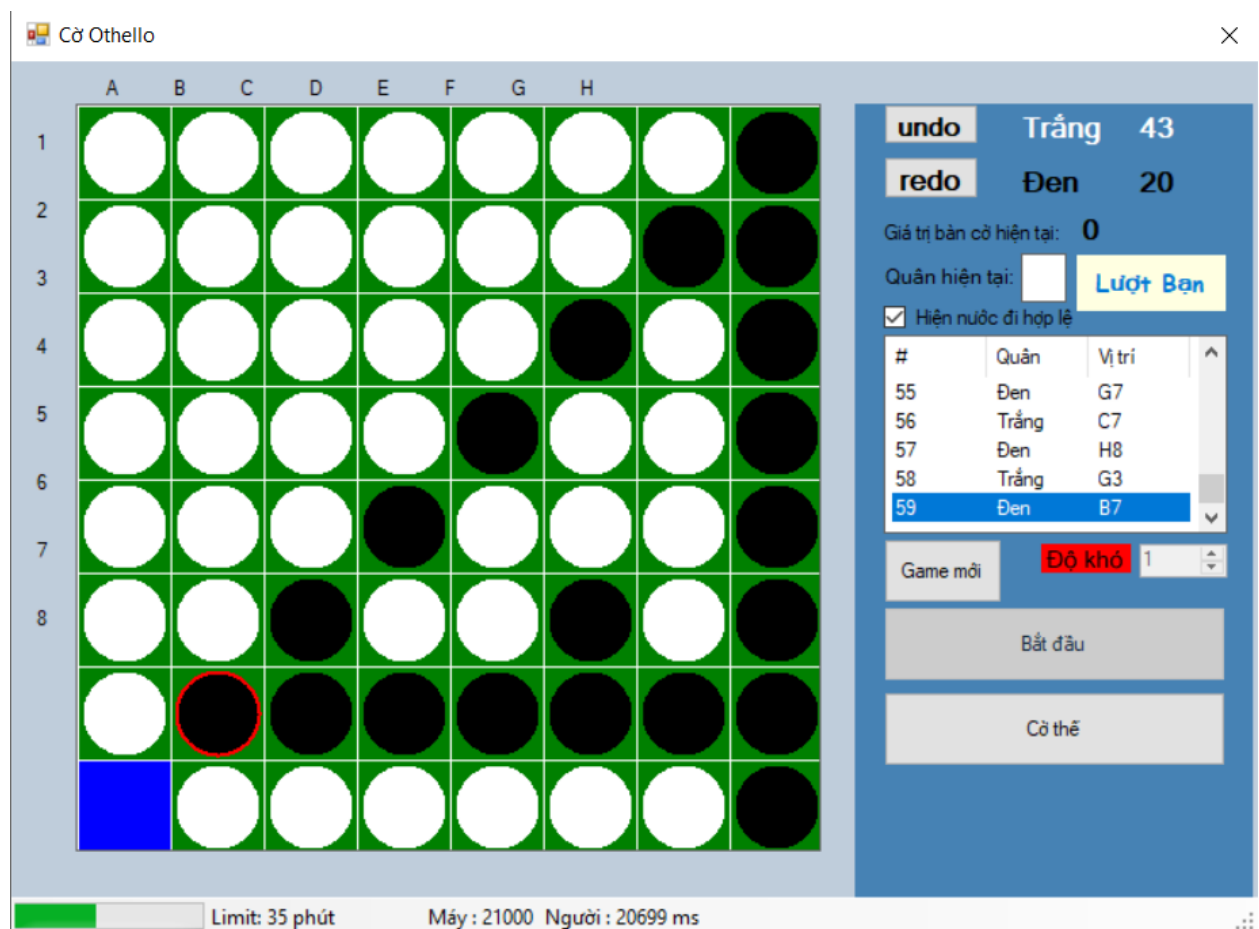 Cờ Othello
A B C D E F G H
1
2
3
4
5
6
7
8
undo Trắng 43
redo Đen 20
Giá trị bàn cờ hiện tại: 0
Quân hiện tại: Lượt Bạn
Hiện nước đi hợp lệ
# Quân Vị trí
55 Đen G7
56 Trắng C7
57 Đen H8
58 Trắng G3
59 Đen B7
Game mới Độ khó 1
Bắt đầu
Cờ thế
Limit: 35 phút Máy : 21000 Người : 20699 ms